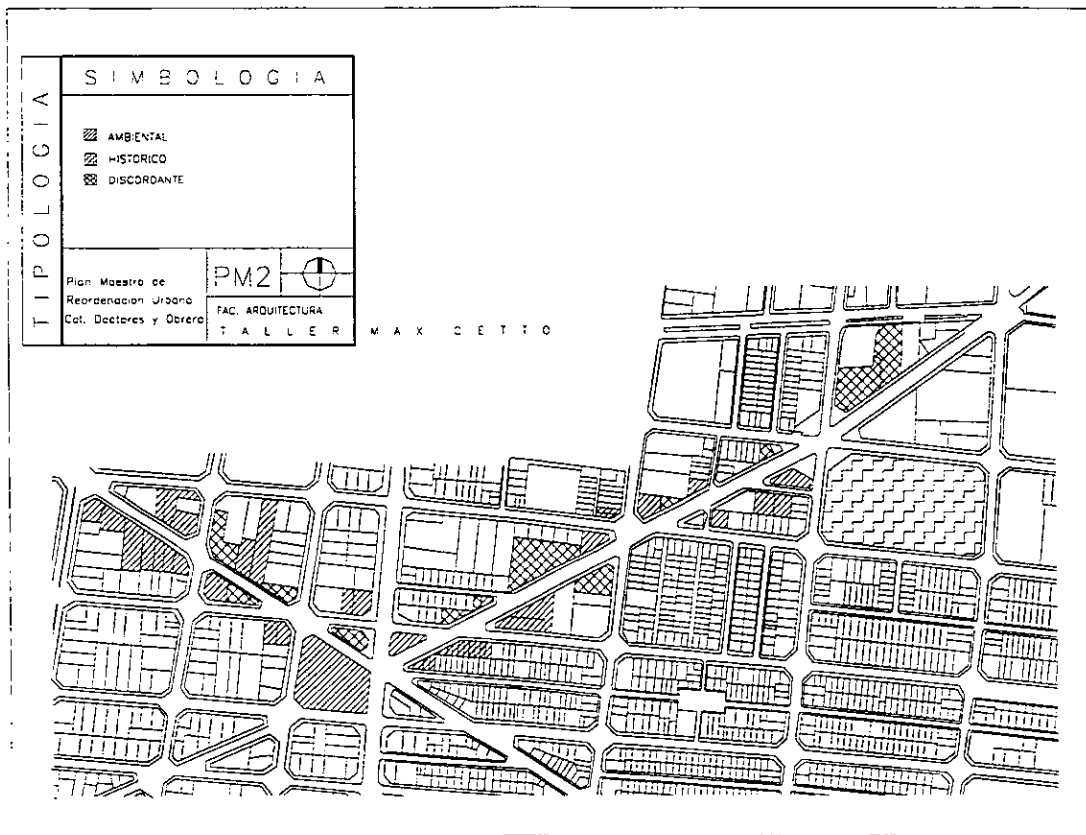 TIPOLOGIA
SIMBOLOGIA
AMBIENTAL
HISTORICO
DISCORDANTE
Plan Maestro de
Reordenacion Urbana
Col. Doctores y Obrera
PM2
FAC. ARQUITECTURA
TALLER MAX CETTO